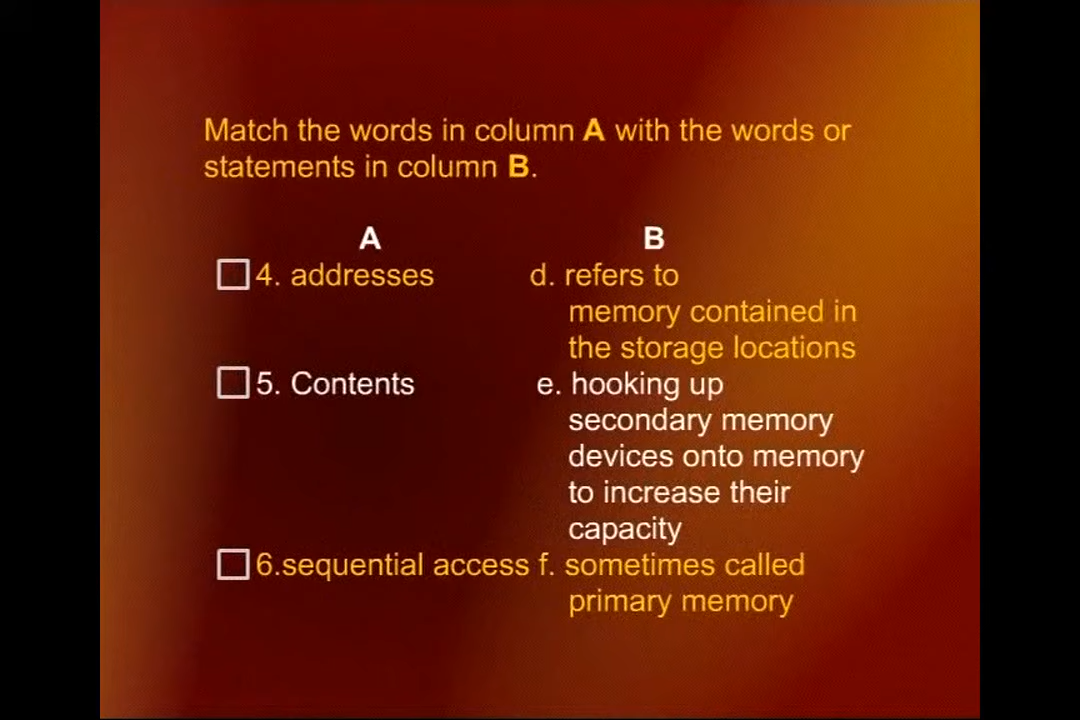 Match the words in column A with the words or
statements in column B.
A B
4. addresses d. refers to
memory contained in
the storage locations
5. Contents e. hooking up
secondary memory
devices onto memory
to increase their
capacity
6.sequential access f. sometimes called
primary memory